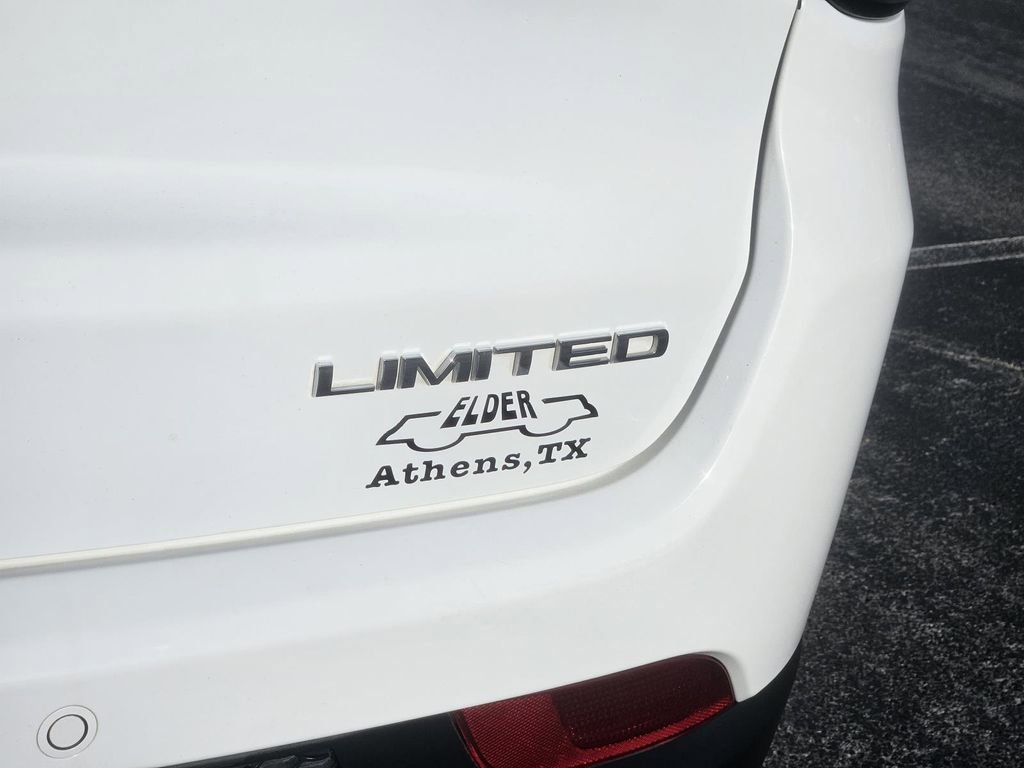 LIMITED
ELDER
Athens, TX